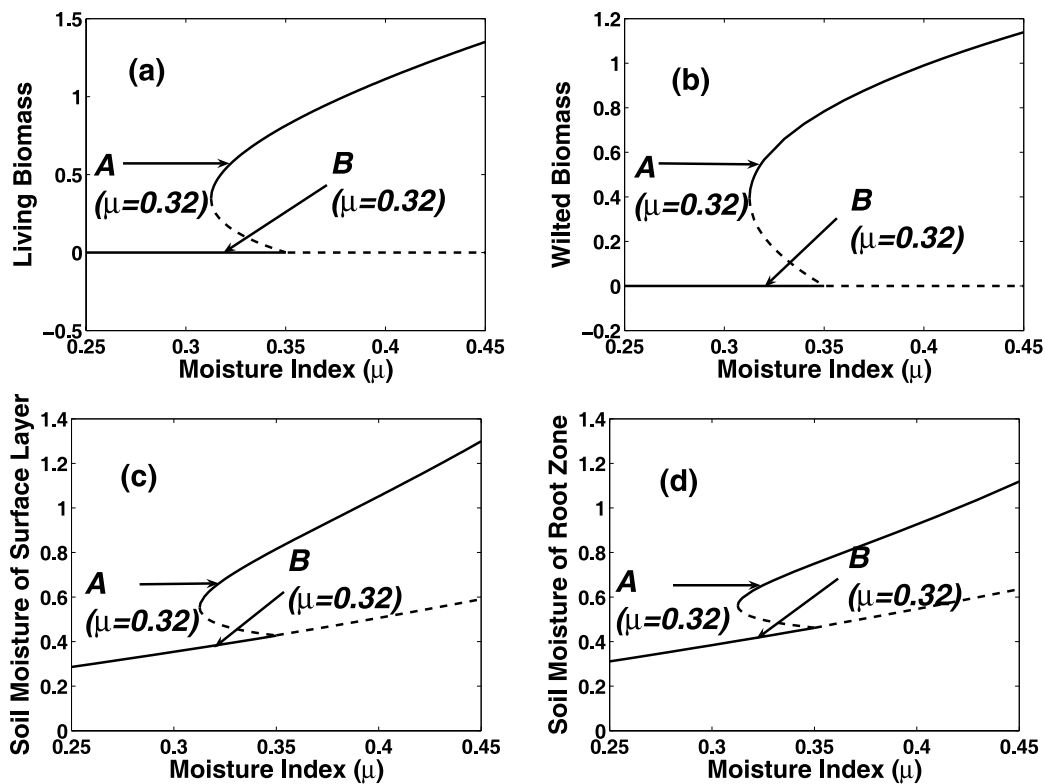 (a)
Living Biomass
1.5
1
0.5
0
−0.5
A
(μ=0.32)
B
(μ=0.32)
0.25 0.3 0.35 0.4 0.45
Moisture Index (μ)
(b)
Wilted Biomass
1.2
1
0.8
0.6
0.4
0.2
0
−0.2
A
(μ=0.32)
B
(μ=0.32)
0.25 0.3 0.35 0.4 0.45
Moisture Index (μ)
(c)
Soil Moisture of Surface Layer
1.4
1.2
1
0.8
0.6
0.4
0.2
0
A
(μ=0.32)
B
(μ=0.32)
0.25 0.3 0.35 0.4 0.45
Moisture Index (μ)
(d)
Soil Moisture of Root Zone
1.4
1.2
1
0.8
0.6
0.4
0.2
0
A
(μ=0.32)
B
(μ=0.32)
0.25 0.3 0.35 0.4 0.45
Moisture Index (μ)